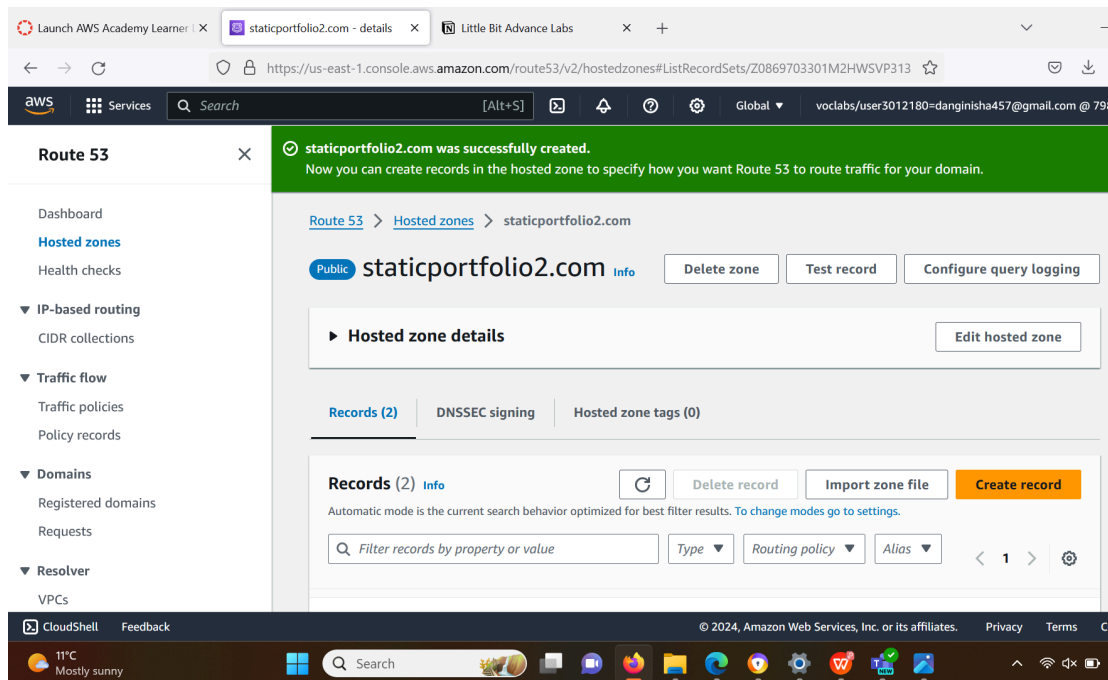 Launch AWS Academy Learner
staticportfolio2.com - details
Little Bit Advance Labs
https://us-east-1.console.aws.amazon.com/route53/v2/hostedzones#ListRecordSets/Z0869703301M2HWSVP313
aws
Services
Search
[Alt+S]
Global
voclabs/user3012180=danginisha457@gmail.com @ 798
Route 53
Dashboard
Hosted zones
Health checks
IP-based routing
CIDR collections
Traffic flow
Traffic policies
Policy records
Domains
Registered domains
Requests
Resolver
VPCs
staticportfolio2.com was successfully created.
Now you can create records in the hosted zone to specify how you want Route 53 to route traffic for your domain.
Route 53 > Hosted zones > staticportfolio2.com
Public staticportfolio2.com Info
Delete zone
Test record
Configure query logging
Hosted zone details
Edit hosted zone
Records (2)
DNSSEC signing
Hosted zone tags (0)
Records (2) Info
Delete record
Import zone file
Create record
Automatic mode is the current search behavior optimized for best filter results. To change modes go to settings.
Filter records by property or value
Type
Routing policy
Alias
1
CloudShell
Feedback
© 2024, Amazon Web Services, Inc. or its affiliates.
Privacy
Terms
C
11°C
Mostly sunny
Search
NEW